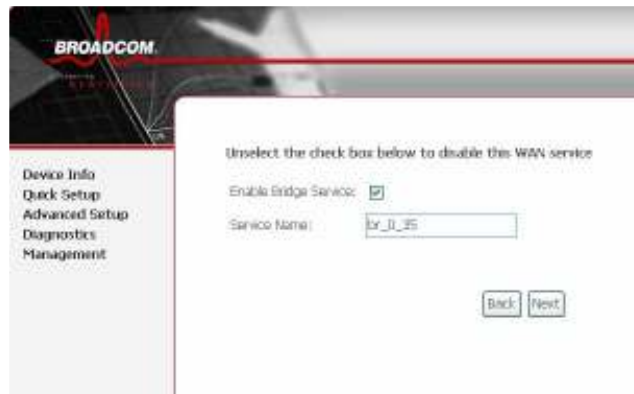 BROADCOM.
Device Info
Quick Setup
Advanced Setup
Diagnostics
Management
Unselect the check box below to disable this WAN service
Enable Bridge Service:
Service Name: br_0_35
Back Next